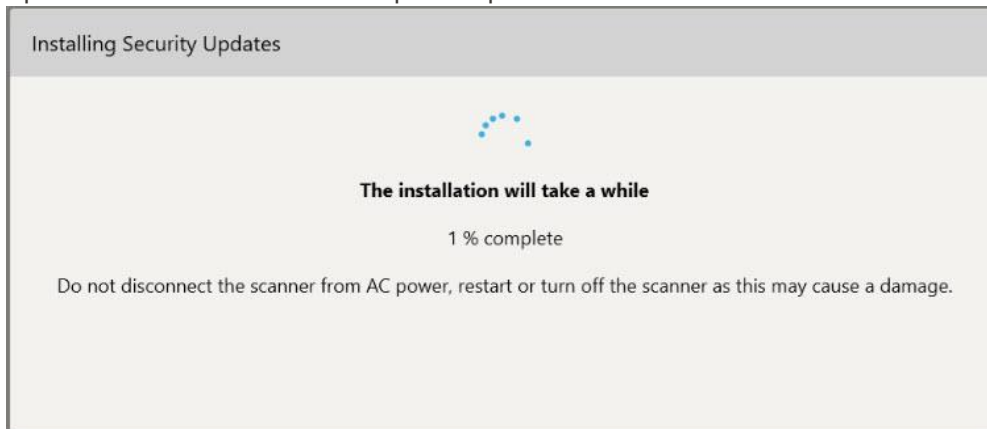 Installing Security Updates
The installation will take a while
1 % complete
Do not disconnect the scanner from AC power, restart or turn off the scanner as this may cause a damage.